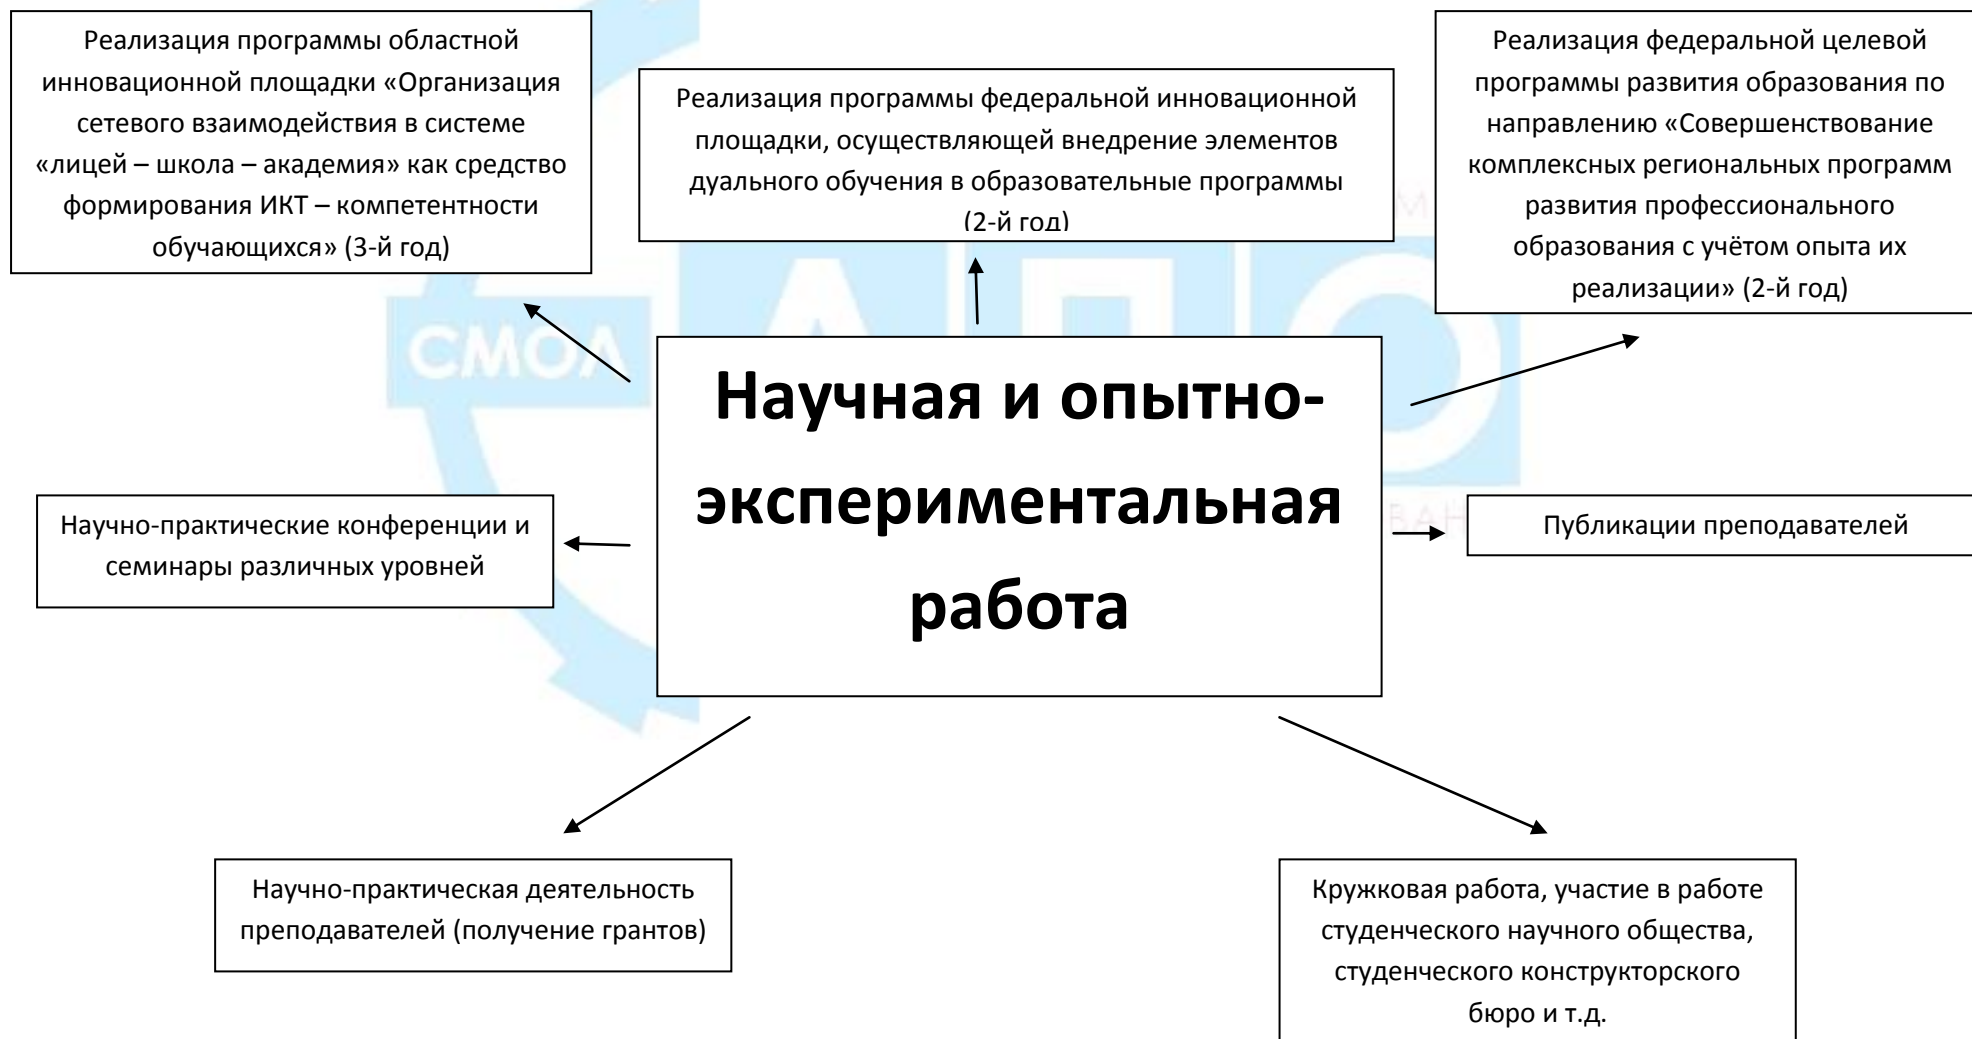 Реализация программы областной
инновационной площадки «Организация
сетевого взаимодействия в системе
«лицей – школа – академия» как средство
формирования ИКТ – компетентности
обучающихся» (3-й год)
Реализация программы федеральной инновационной
площадки, осуществляющей внедрение элементов
дуального обучения в образовательные программы
(2-й год)
Реализация федеральной целевой
программы развития образования по
направлению «Совершенствование
комплексных региональных программ
развития профессионального
образования с учётом опыта их
реализации» (2-й год)
СМОЛ
АПО
Научная и опытно-
экспериментальная
работа
Научно-практические конференции и
семинары различных уровней
Публикации преподавателей
Научно-практическая деятельность
преподавателей (получение грантов)
Кружковая работа, участие в работе
студенческого научного общества,
студенческого конструкторского
бюро и т.д.